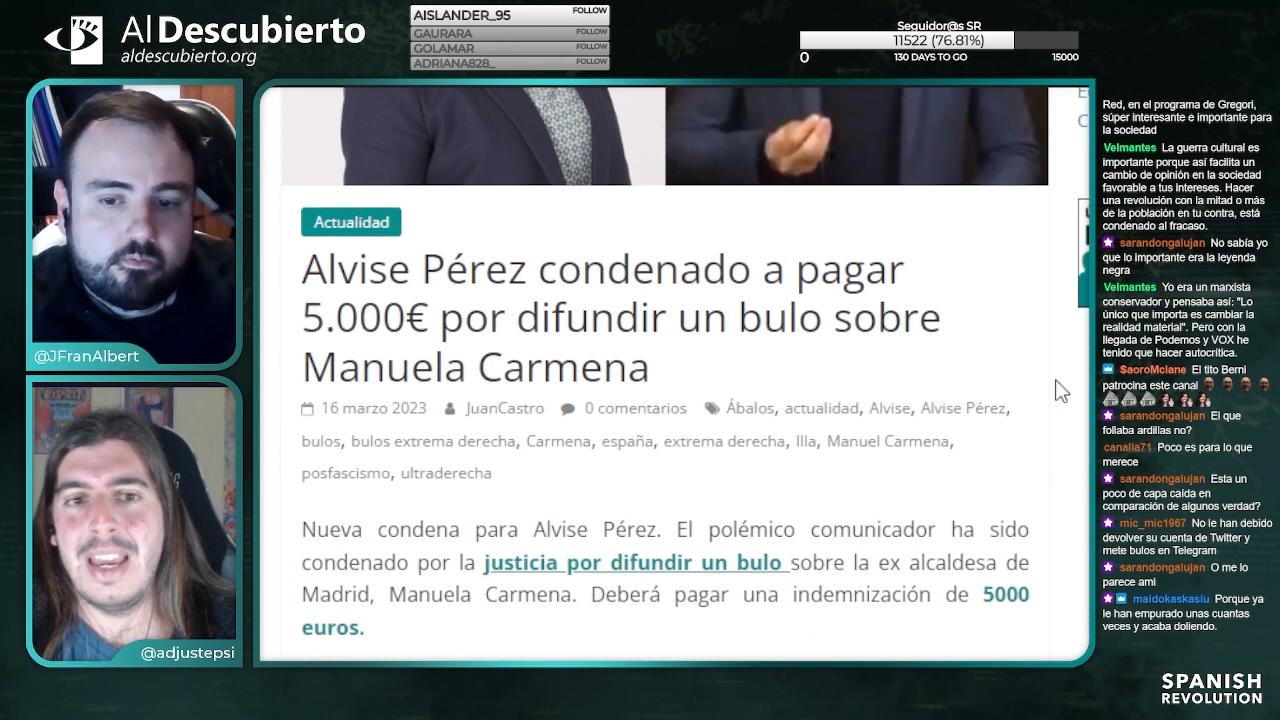 Al Descubierto
aldescubierto.org
AISLANDER_95 FOLLOW
GAURARA FOLLOW
GOLAMAR FOLLOW
ADRIANA828_ FOLLOW
Seguidor@s SR
11522 (76.81%)
0 130 DAYS TO GO 15000
@JFranAlbert
@adjustepsi
Actualidad
Alvise Pérez condenado a pagar
5.000€ por difundir un bulo sobre
Manuela Carmena
16 marzo 2023 JuanCastro 0 comentarios Ábalos, actualidad, Alvise, Alvise Pérez,
bulos, bulos extrema derecha, Carmena, españa, extrema derecha, Illa, Manuel Carmena,
posfascismo, ultraderecha
Nueva condena para Alvise Pérez. El polémico comunicador ha sido
condenado por la justicia por difundir un bulo sobre la ex alcaldesa de
Madrid, Manuela Carmena. Deberá pagar una indemnización de 5000
euros.
Red, en el programa de Gregori,
súper interesante e importante para
la sociedad
Velmantes La guerra cultural es
importante porque así facilita un
cambio de opinión en la sociedad
favorable a tus intereses. Hacer
una revolución con la mitad o más
de la población en tu contra, está
condenado al fracaso.
sarandongalujan No sabía yo
que lo importante era la leyenda
negra
Velmantes Yo era un marxista
conservador y pensaba así: "Lo
único que importa es cambiar la
realidad material". Pero con la
llegada de Podemos y VOX he
tenido que hacer autocrítica.
SaoroMclane El tito Berni
patrocina este canal
sarandongalujan El que
follaba ardillas no?
canalla71 Poco es para lo que
merece
sarandongalujan Esta un
poco de capa caída en
comparación de algunos verdad?
mic_mic1967 No le han debido
devolver su cuenta de Twitter y
mete bulos en Telegram
sarandongalujan O me lo
parece ami
maidokaskasiu Porque ya
le han empurado unas cuantas
veces y acaba doliendo.
SPANISH
REVOLUTION